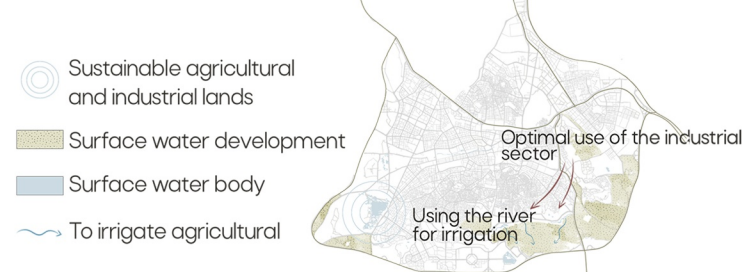 Sustainable agricultural
and industrial lands
Surface water development
Surface water body
To irrigate agricultural
Optimal use of the industrial
sector
Using the river
for irrigation